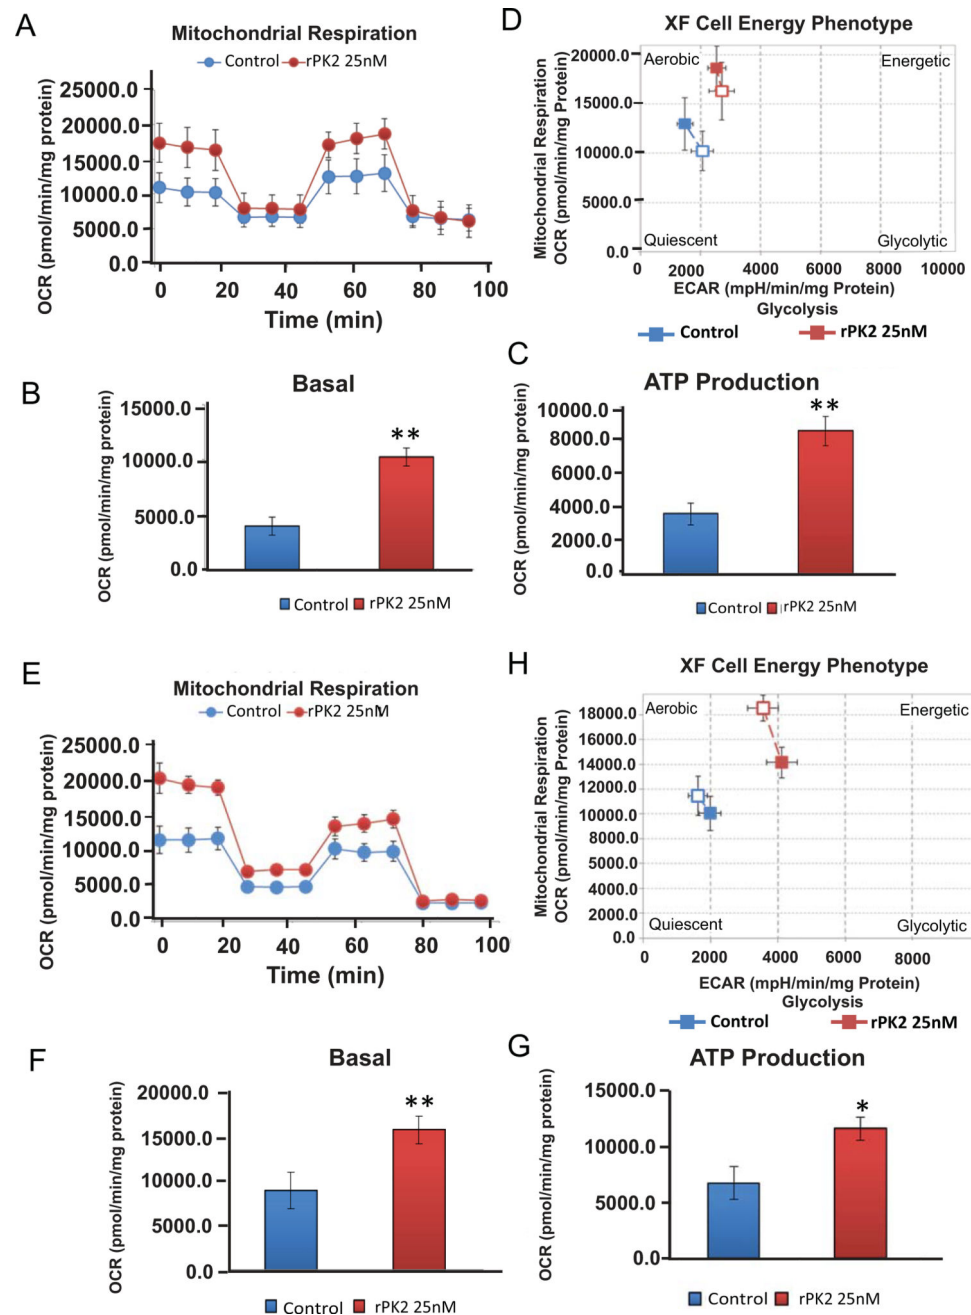 A
Mitochondrial Respiration
Control rPK2 25nM
OCR (pmol/min/mg protein)
25000.0
20000.0
15000.0
10000.0
5000.0
0.0
0 20 40 60 80 100
Time (min)
D
XF Cell Energy Phenotype
Mitochondrial Respiration
OCR (pmol/min/mg Protein)
20000.0
15000.0
10000.0
5000.0
0.0
Aerobic Energetic
Quiescent Glycolytic
0 2000 4000 6000 8000 10000
ECAR (mpH/min/mg Protein)
Glycolysis
Control rPK2 25nM
B
Basal
OCR (pmol/min/mg protein)
15000.0
10000.0
5000.0
0.0
**
Control rPK2 25nM
C
ATP Production
OCR (pmol/min/mg protein)
10000.0
8000.0
6000.0
4000.0
2000.0
0.0
**
Control rPK2 25nM
E
Mitochondrial Respiration
Control rPK2 25nM
OCR (pmol/min/mg protein)
25000.0
20000.0
15000.0
10000.0
5000.0
0.0
0 20 40 60 80 100
Time (min)
H
XF Cell Energy Phenotype
Mitochondrial Respiration
OCR (pmol/min/mg Protein)
18000.0
16000.0
14000.0
12000.0
10000.0
8000.0
6000.0
4000.0
2000.0
0.0
Aerobic Energetic
Quiescent Glycolytic
0 2000 4000 6000 8000
ECAR (mpH/min/mg Protein)
Glycolysis
Control rPK2 25nM
F
Basal
OCR (pmol/min/mg protein)
20000.0
15000.0
10000.0
5000.0
0.0
**
Control rPK2 25nM
G
ATP Production
OCR (pmol/min/mg protein)
15000.0
10000.0
5000.0
0.0
*
Control rPK2 25nM